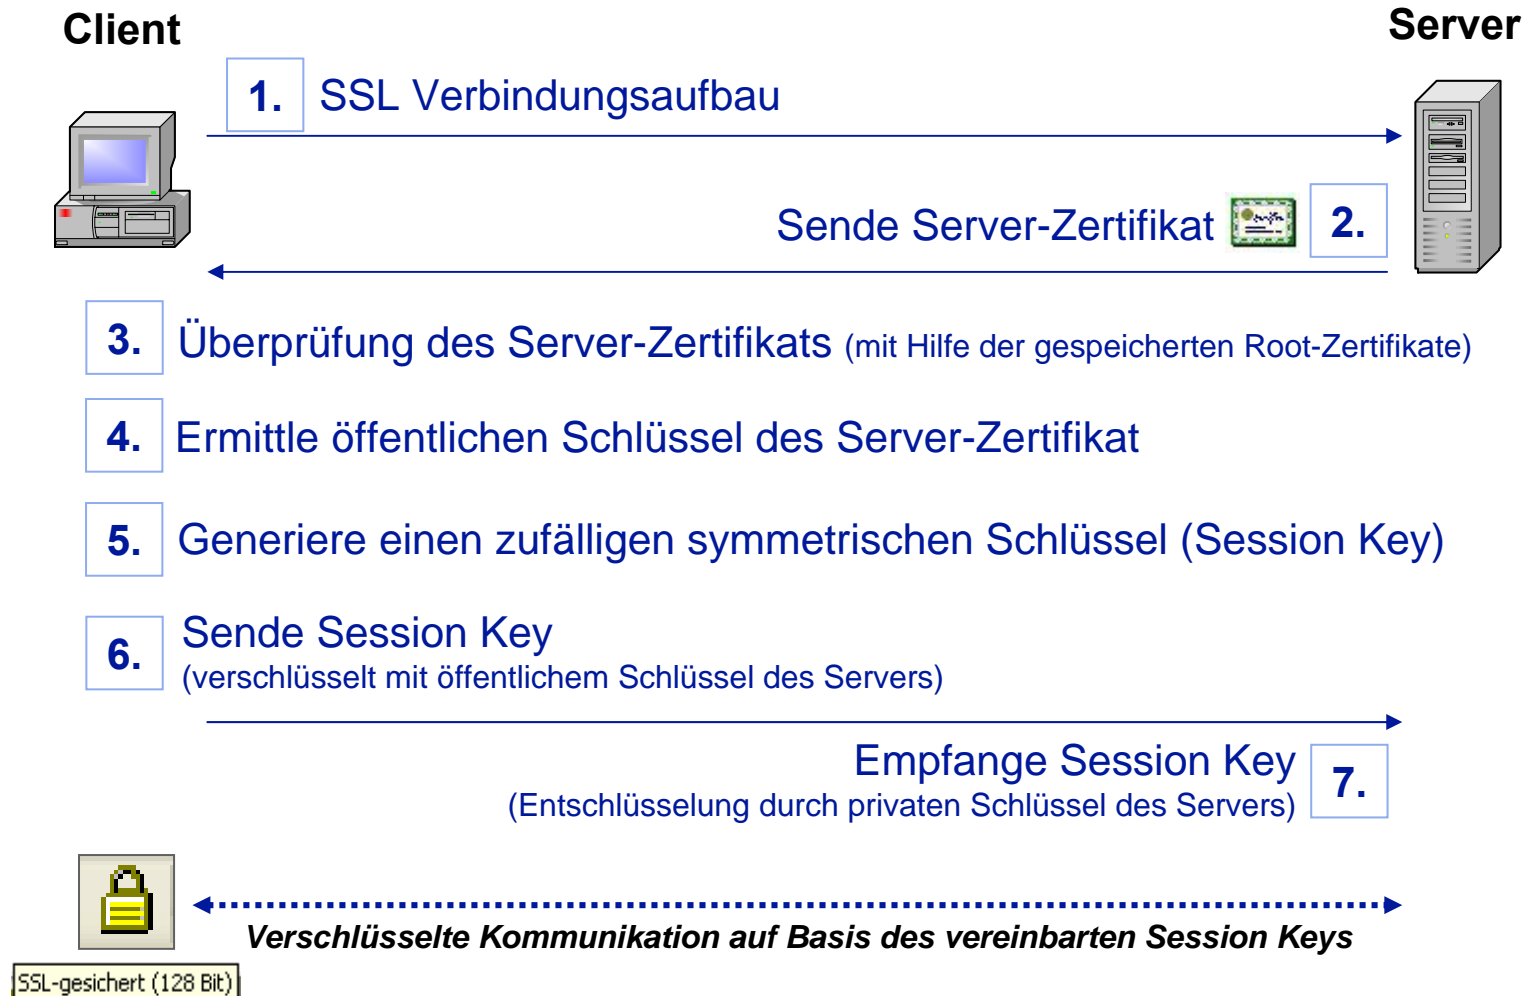 Client
Server
1. SSL Verbindungsaufbau
Sende Server-Zertifikat 2.
3. Überprüfung des Server-Zertifikats (mit Hilfe der gespeicherten Root-Zertifikate)
4. Ermittle öffentlichen Schlüssel des Server-Zertifikat
5. Generiere einen zufälligen symmetrischen Schlüssel (Session Key)
6. Sende Session Key
(verschlüsselt mit öffentlichem Schlüssel des Servers)
Empfange Session Key 7.
(Entschlüsselung durch privaten Schlüssel des Servers)
Verschlüsselte Kommunikation auf Basis des vereinbarten Session Keys
SSL-gesichert (128 Bit)